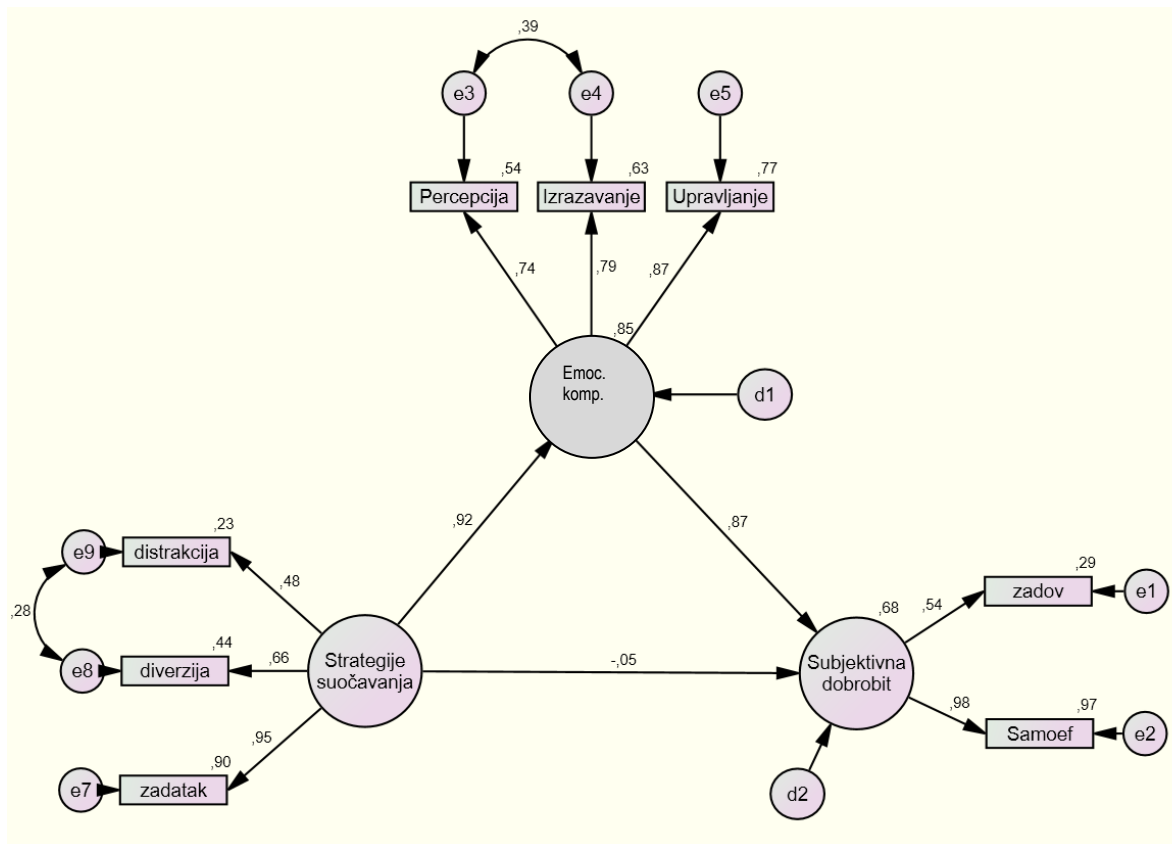 ,39
e3
e4
e5
,54
,63
,77
Percepcija
Izrazavanje
Upravljanje
,74
,79
,87
,85
Emoc.
komp.
d1
,92
,87
,23
e9
distrakcija
,48
,28
,44
e8
diverzija
,66
Strategije
suočavanja
-,05
,95
,90
e7
zadatak
,68
Subjektivna
dobrobit
,54
,29
zadov
e1
,98
,97
Samoef
e2
d2